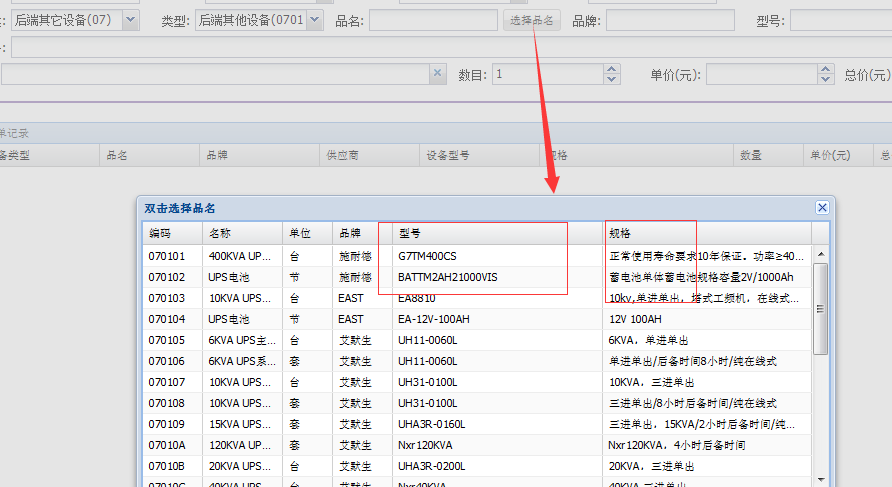 后端其它设备(07) 类型: 后端其他设备(0701 品名: 选择品名 品牌: 型号:
数目: 1 单价(元): 总价(元)
单记录
备类型 品名 品牌 供应商 设备型号 规格 数量 单价(元) 总
双击选择品名
编码 名称 单位 品牌 型号 规格
070101 400KVA UP... 台 施耐德 G7TM400CS 正常使用寿命要求10年保证。功率≥40...
070102 UPS电池 节 施耐德 BATTM2AH21000VIS 蓄电池单体蓄电池规格容量2V/1000Ah
070103 10KVA UPS... 台 EAST EA8810 10kv,单进单出，塔式工频机，在线式...
070104 UPS电池 节 EAST EA-12V-100AH 12V 100AH
070105 6KVA UPS主... 台 艾默生 UH11-0060L 6KVA，单进单出
070106 6KVA UPS系... 套 艾默生 UH11-0060L 单进单出/后备时间8小时/纯在线式
070107 10KVA UPS... 台 艾默生 UH31-0100L 10KVA，三进单出
070108 10KVA UPS... 套 艾默生 UH31-0100L 三进单出/8小时后备时间/纯在线式
070109 15KVA UPS... 套 艾默生 UHA3R-0160L 三进单出，15KVA/2小时后备时间/纯...
07010A 120KVA UP... 套 艾默生 Nxr120KVA Nxr120KVA，4小时后备时间
07010B 20KVA UPS... 台 艾默生 UHA3R-0200L 20KVA，三进单出
07010C 40KVA UPS... 台 艾默生 Nxr40KVA 40KVA 三进单出